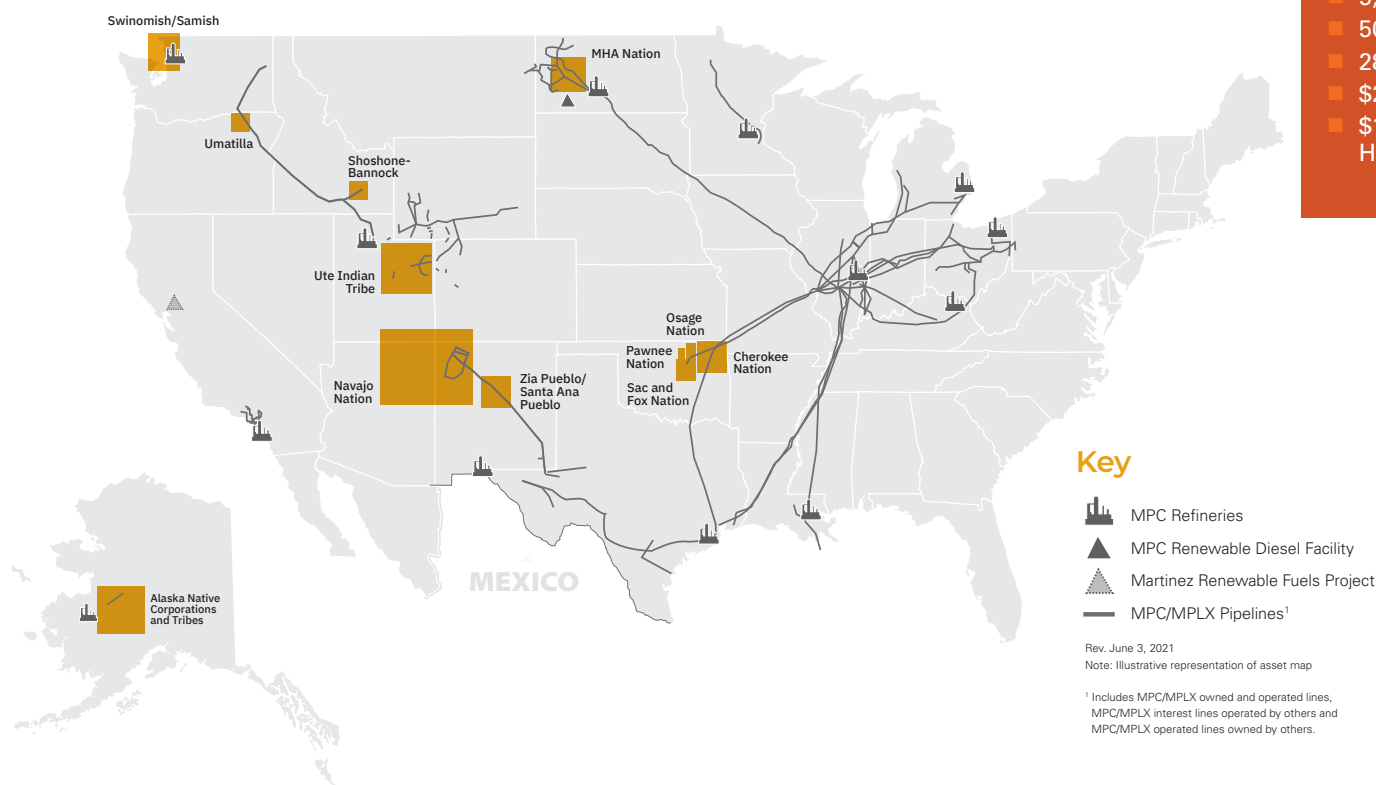 Swinomish/Samish
MHA Nation
Umatilla
Shoshone-
Bannock
Ute Indian
Tribe
Osage
Nation
Pawnee
Nation
Cherokee
Nation
Sac and
Fox Nation
Navajo
Nation
Zia Pueblo/
Santa Ana
Pueblo
MEXICO
Alaska Native
Corporations
and Tribes
Key
MPC Refineries
MPC Renewable Diesel Facility
Martinez Renewable Fuels Project
MPC/MPLX Pipelines¹
Rev. June 3, 2021
Note: Illustrative representation of asset map
¹ Includes MPC/MPLX owned and operated lines,
MPC/MPLX interest lines operated by others and
MPC/MPLX operated lines owned by others.